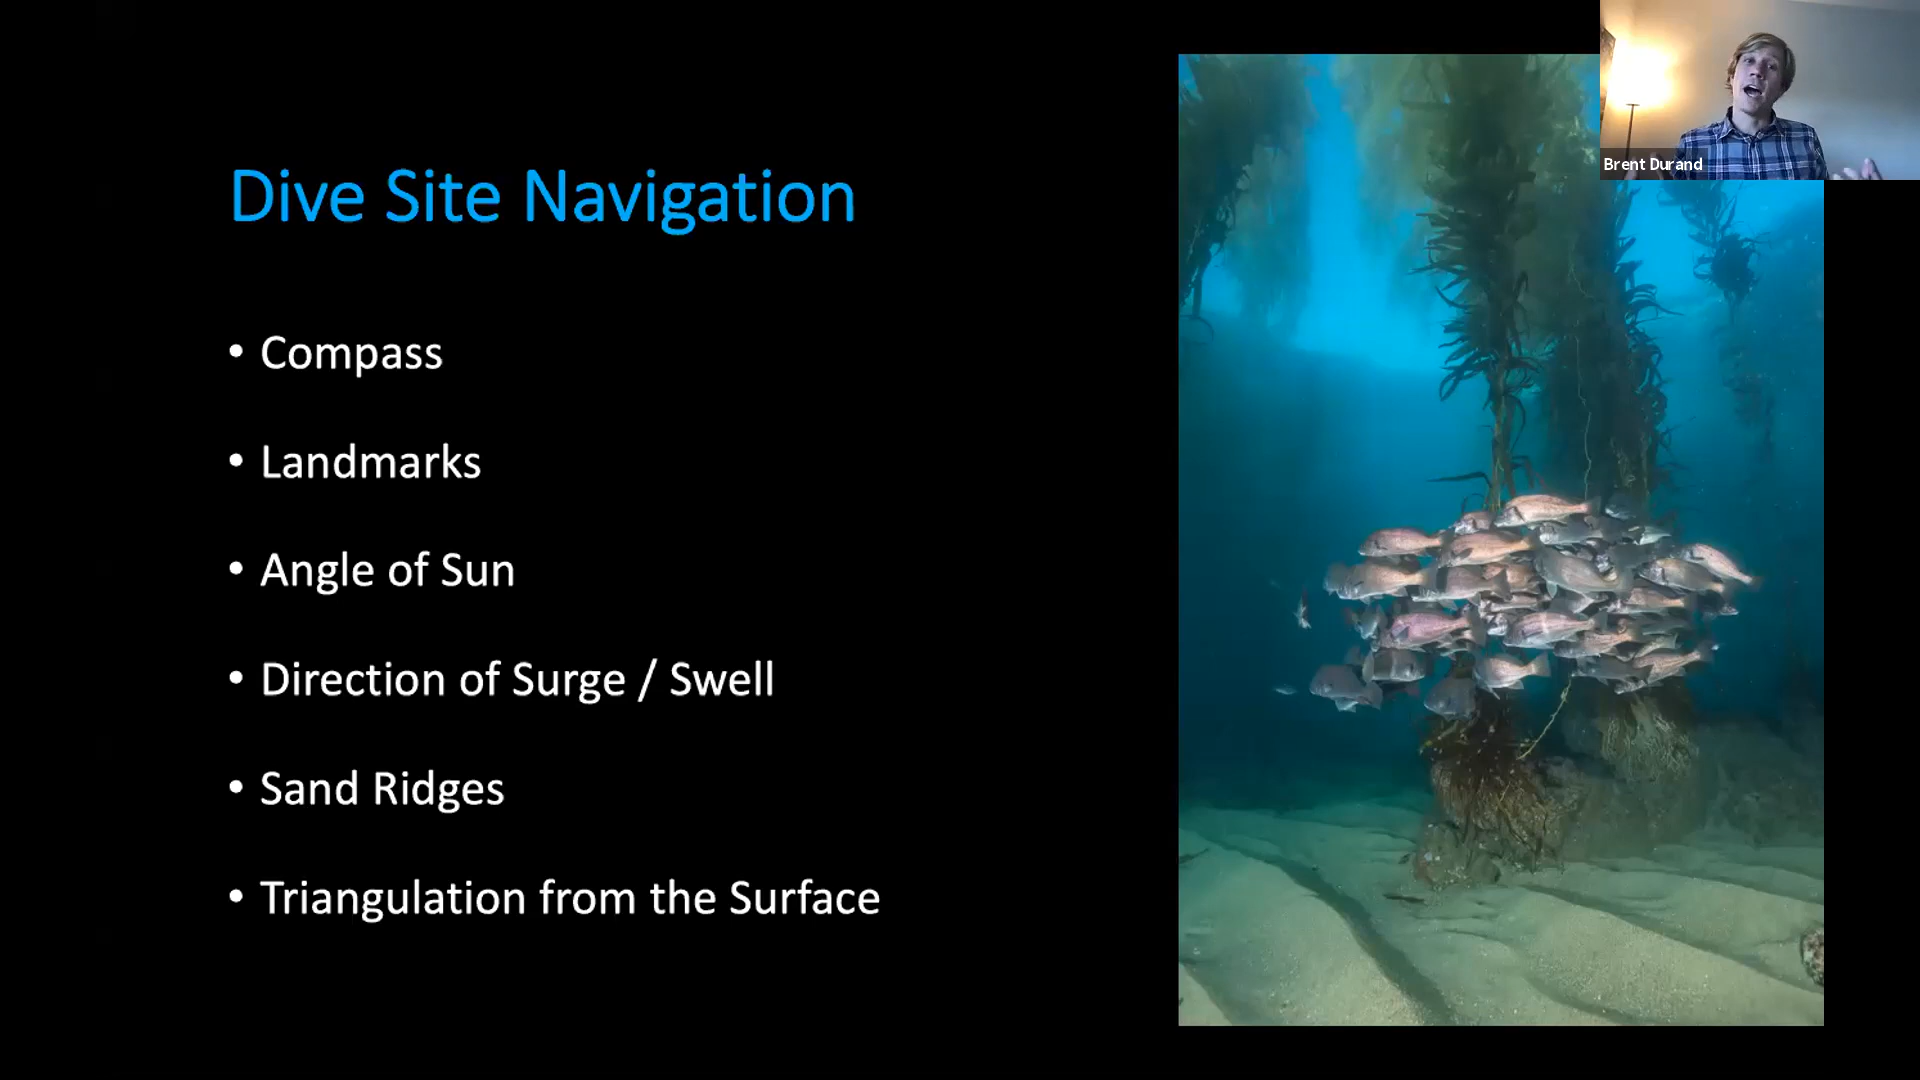 Dive Site Navigation
• Compass
• Landmarks
• Angle of Sun
• Direction of Surge / Swell
• Sand Ridges
• Triangulation from the Surface
Brent Durand